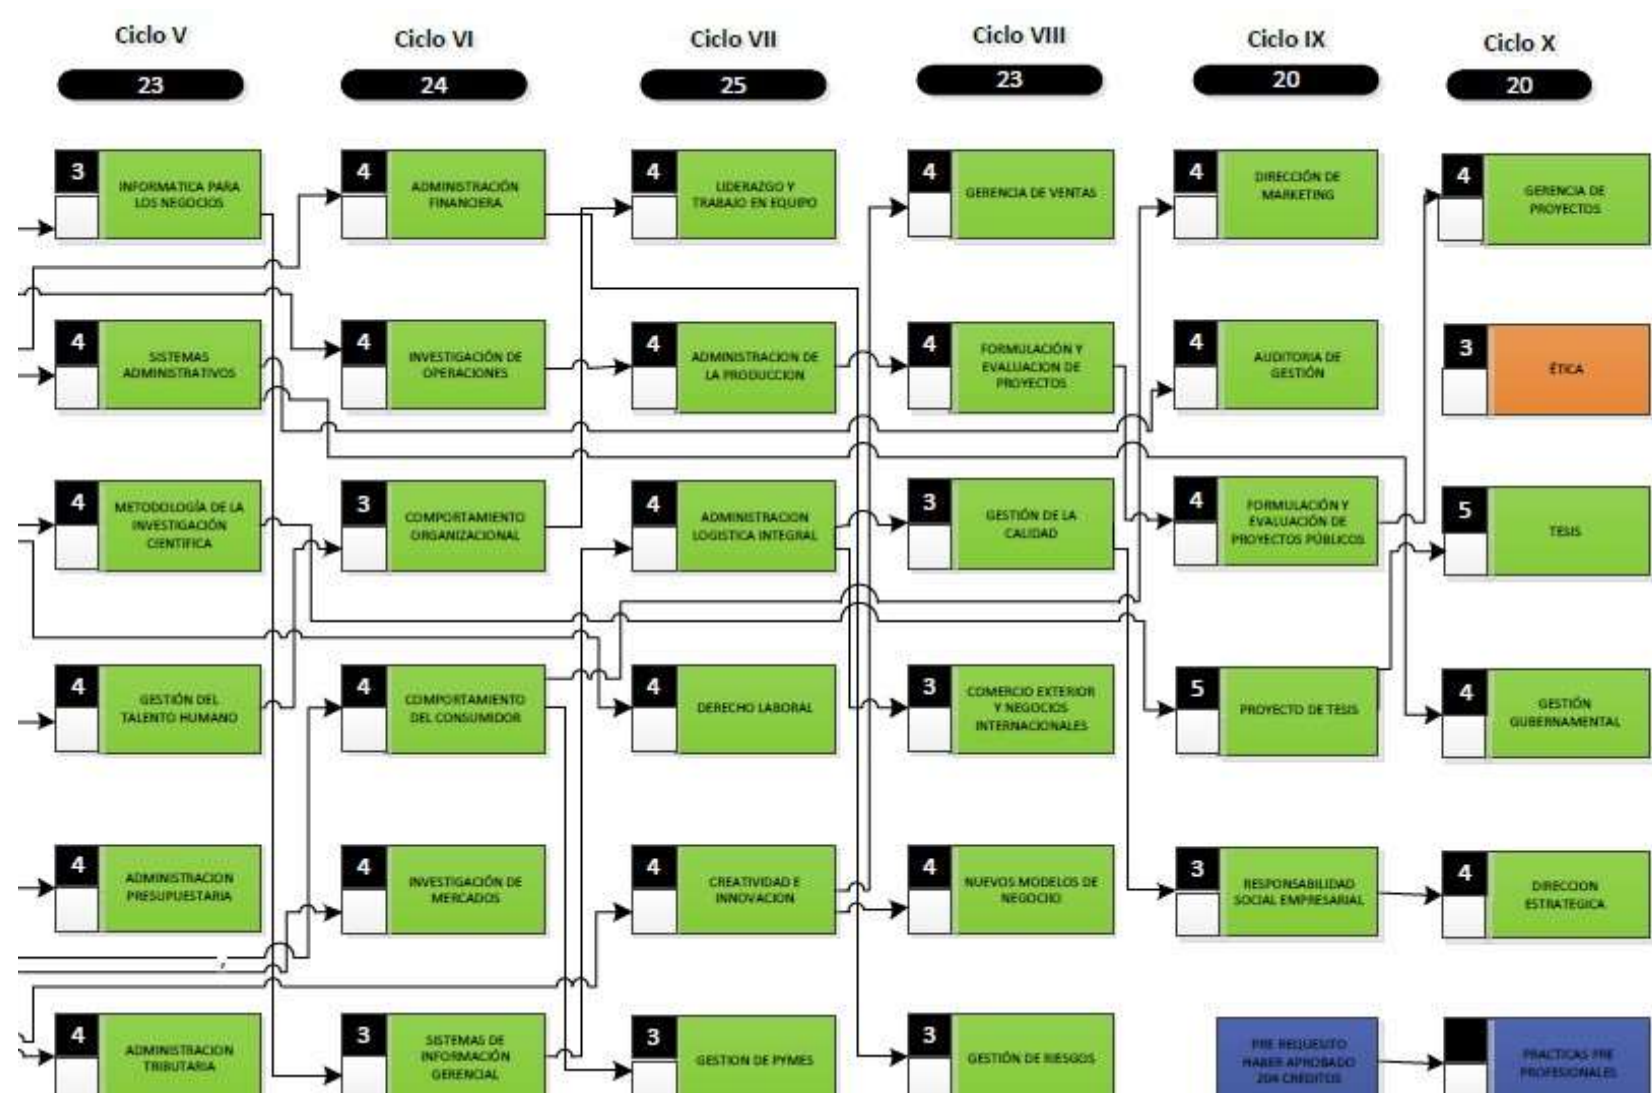 Ciclo V
Ciclo VI
Ciclo VII
Ciclo VIII
Ciclo IX
Ciclo X
23
24
25
23
20
20
3
INFORMATICA PARA
LOS NEGOCIOS
4
ADMINISTRACIÓN
FINANCIERA
4
LIDERAZGO Y
TRABAJO EN EQUIPO
4
GERENCIA DE VENTAS
4
DIRECCIÓN DE
MARKETING
4
GERENCIA DE
PROYECTOS
4
SISTEMAS
ADMINISTRATIVOS
4
INVESTIGACIÓN DE
OPERACIONES
4
ADMINISTRACION DE
LA PRODUCCION
4
FORMULACIÓN Y
EVALUACION DE
PROYECTOS
4
AUDITORIA DE
GESTIÓN
3
ÉTICA
4
METODOLOGÍA DE LA
INVESTIGACIÓN
CIENTIFICA
3
COMPORTAMIENTO
ORGANIZACIONAL
4
ADMINISTRACION
LOGISTICA INTEGRAL
3
GESTIÓN DE LA
CALIDAD
4
FORMULACIÓN Y
EVALUACIÓN DE
PROYECTOS PÚBLICOS
5
TESIS
4
GESTIÓN DEL
TALENTO HUMANO
4
COMPORTAMIENTO
DEL CONSUMIDOR
4
DERECHO LABORAL
3
COMERCIO EXTERIOR
Y NEGOCIOS
INTERNACIONALES
5
PROYECTO DE TESIS
4
GESTIÓN
GUBERNAMENTAL
4
ADMINISTRACION
PRESUPUESTARIA
4
INVESTIGACIÓN DE
MERCADOS
4
CREATIVIDAD E
INNOVACION
4
NUEVOS MODELOS DE
NEGOCIO
3
RESPONSABILIDAD
SOCIAL EMPRESARIAL
4
DIRECCION
ESTRATEGICA
4
ADMINISTRACION
TRIBUTARIA
3
SISTEMAS DE
INFORMACIÓN
GERENCIAL
3
GESTION DE PYMES
3
GESTIÓN DE RIESGOS
PRE REQUESITO
HABER APROBADO
204 CREDITOS
PRACTICAS PRE
PROFESIONALES